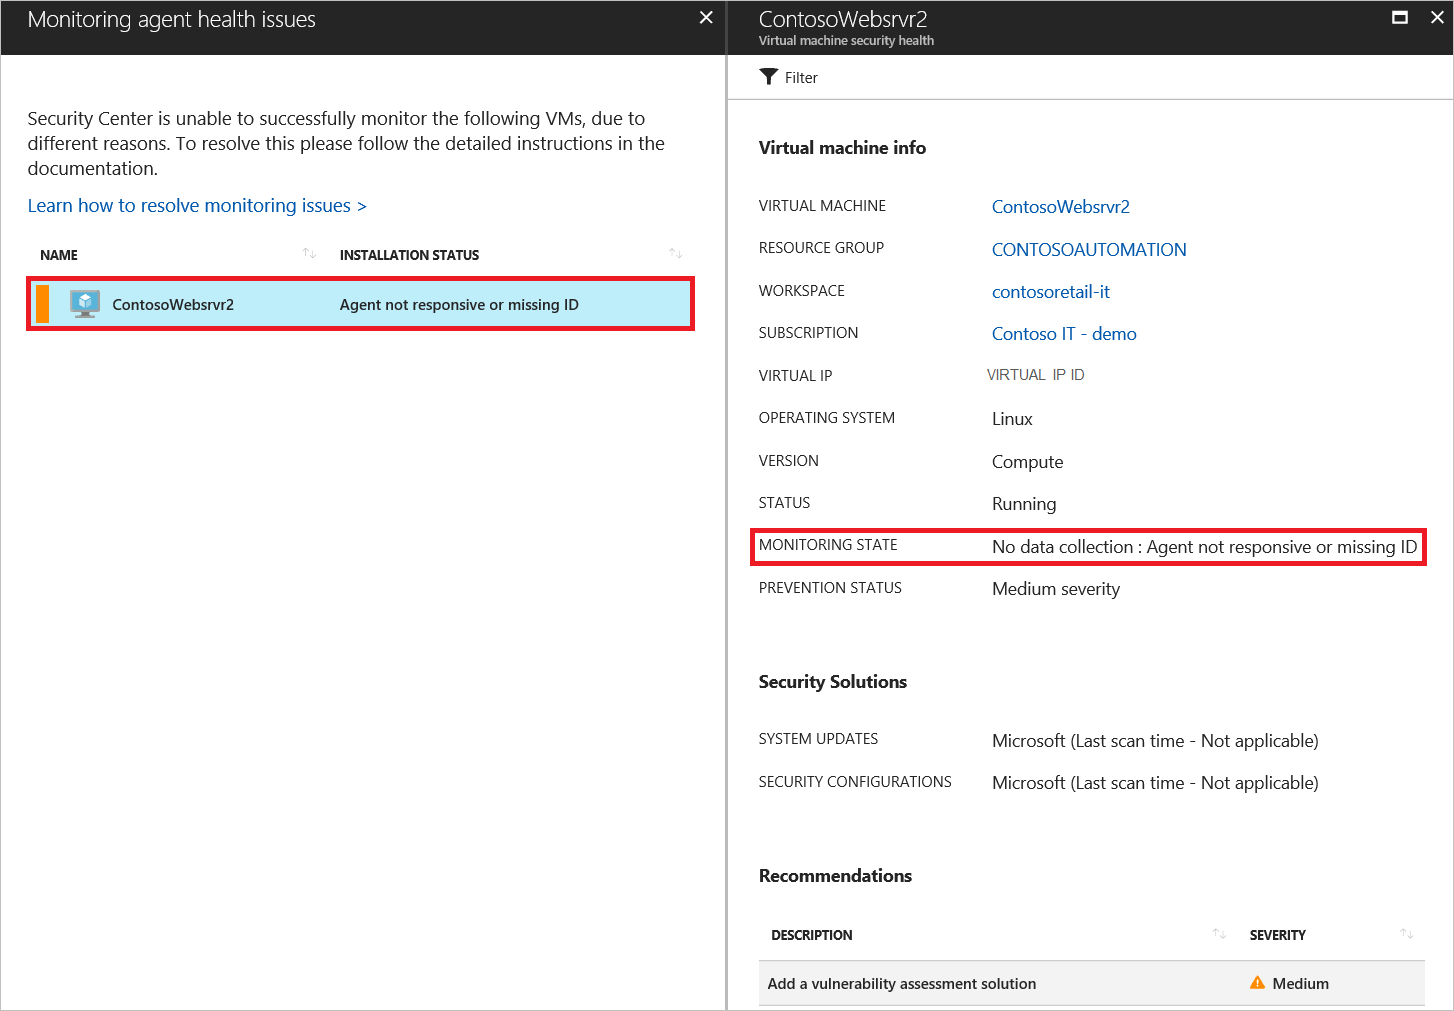 Monitoring agent health issues
Security Center is unable to successfully monitor the following VMs, due to
different reasons. To resolve this please follow the detailed instructions in the
documentation.
Learn how to resolve monitoring issues >
NAME INSTALLATION STATUS
ContosoWebsrvr2 Agent not responsive or missing ID
ContosoWebsrvr2
Virtual machine security health
Filter
Virtual machine info
VIRTUAL MACHINE ContosoWebsrvr2
RESOURCE GROUP CONTOSOAUTOMATION
WORKSPACE contosoretail-it
SUBSCRIPTION Contoso IT - demo
VIRTUAL IP VIRTUAL IP ID
OPERATING SYSTEM Linux
VERSION Compute
STATUS Running
MONITORING STATE No data collection : Agent not responsive or missing ID
PREVENTION STATUS Medium severity
Security Solutions
SYSTEM UPDATES Microsoft (Last scan time - Not applicable)
SECURITY CONFIGURATIONS Microsoft (Last scan time - Not applicable)
Recommendations
DESCRIPTION SEVERITY
Add a vulnerability assessment solution Medium